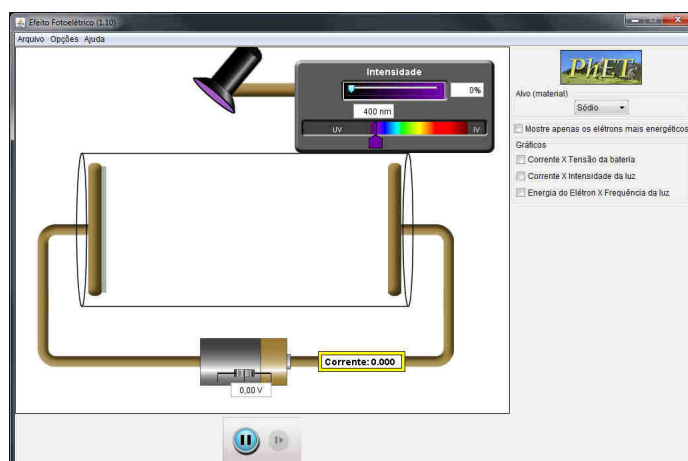 Efeito Fotoelétrico (1.10)
Arquivo Opções Ajuda
Intensidade
0%
400 nm
UV
IV
PhET
Alvo (material)
Sódio
Mostre apenas os elétrons mais energéticos
Gráficos
Corrente X Tensão da bateria
Corrente X Intensidade da luz
Energia do Elétron X Frequência da luz
Corrente: 0.000
0,00 V